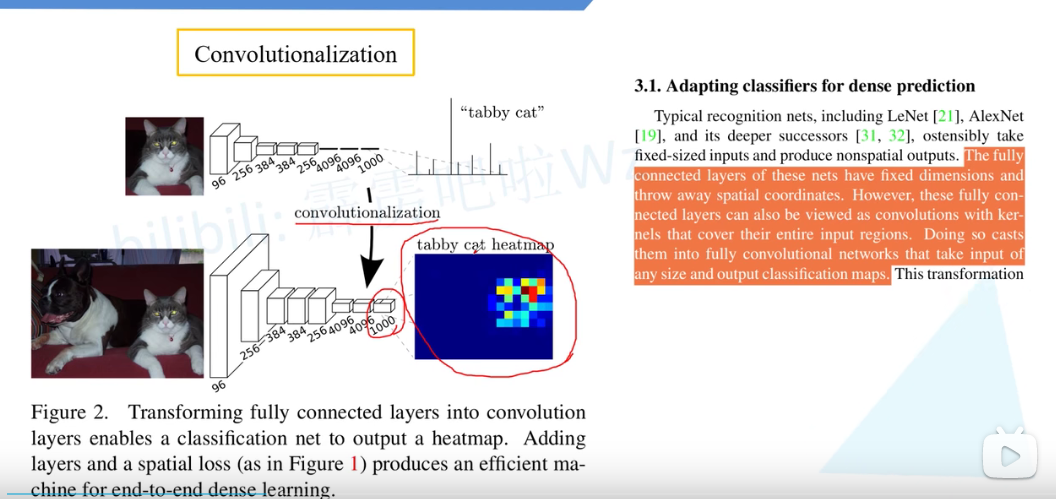 Convolutionalization
"tabby cat"
96 256 384 384 256 4096 4096 1000
convolutionalization
tabby cat heatmap
96 256 384 384 256 4096 4096 1000
Figure 2. Transforming fully connected layers into convolution
layers enables a classification net to output a heatmap. Adding
layers and a spatial loss (as in Figure 1) produces an efficient ma-
chine for end-to-end dense learning.
3.1. Adapting classifiers for dense prediction
Typical recognition nets, including LeNet [21], AlexNet
[19], and its deeper successors [31, 32], ostensibly take
fixed-sized inputs and produce nonspatial outputs. The fully
connected layers of these nets have fixed dimensions and
throw away spatial coordinates. However, these fully con-
nected layers can also be viewed as convolutions with ker-
nels that cover their entire input regions. Doing so casts
them into fully convolutional networks that take input of
any size and output classification maps. This transformation
bilibili: 霹雳吧啦Wz